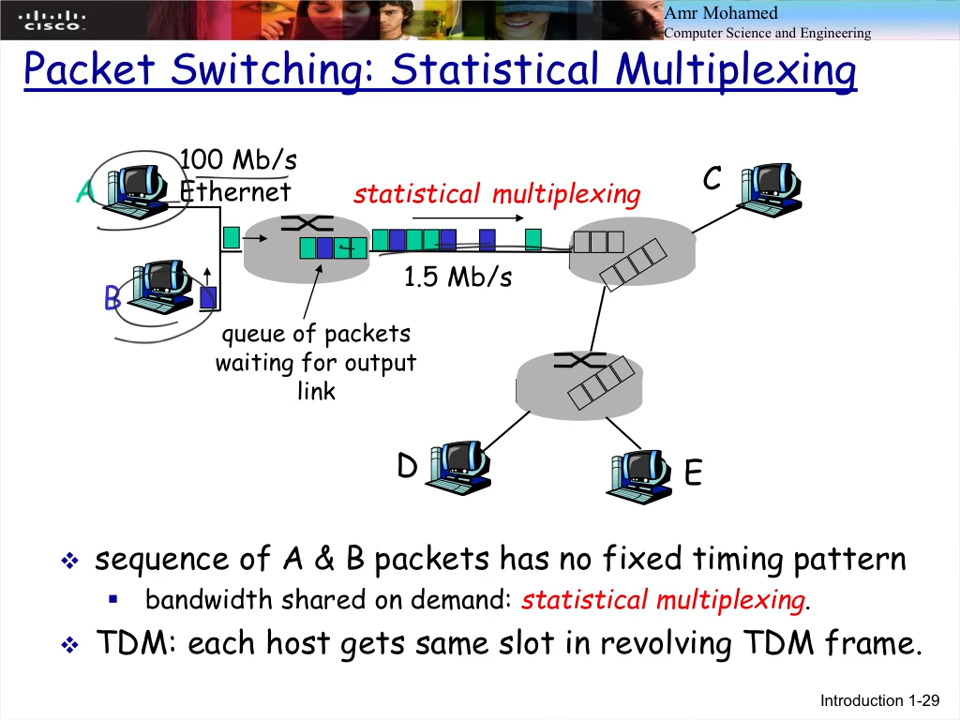 CISCO
Amr Mohamed
Computer Science and Engineering
Packet Switching: Statistical Multiplexing
A
100 Mb/s
Ethernet
statistical multiplexing
C
B
1.5 Mb/s
queue of packets
waiting for output
link
D
E
sequence of A & B packets has no fixed timing pattern
bandwidth shared on demand: statistical multiplexing.
TDM: each host gets same slot in revolving TDM frame.
Introduction 1-29